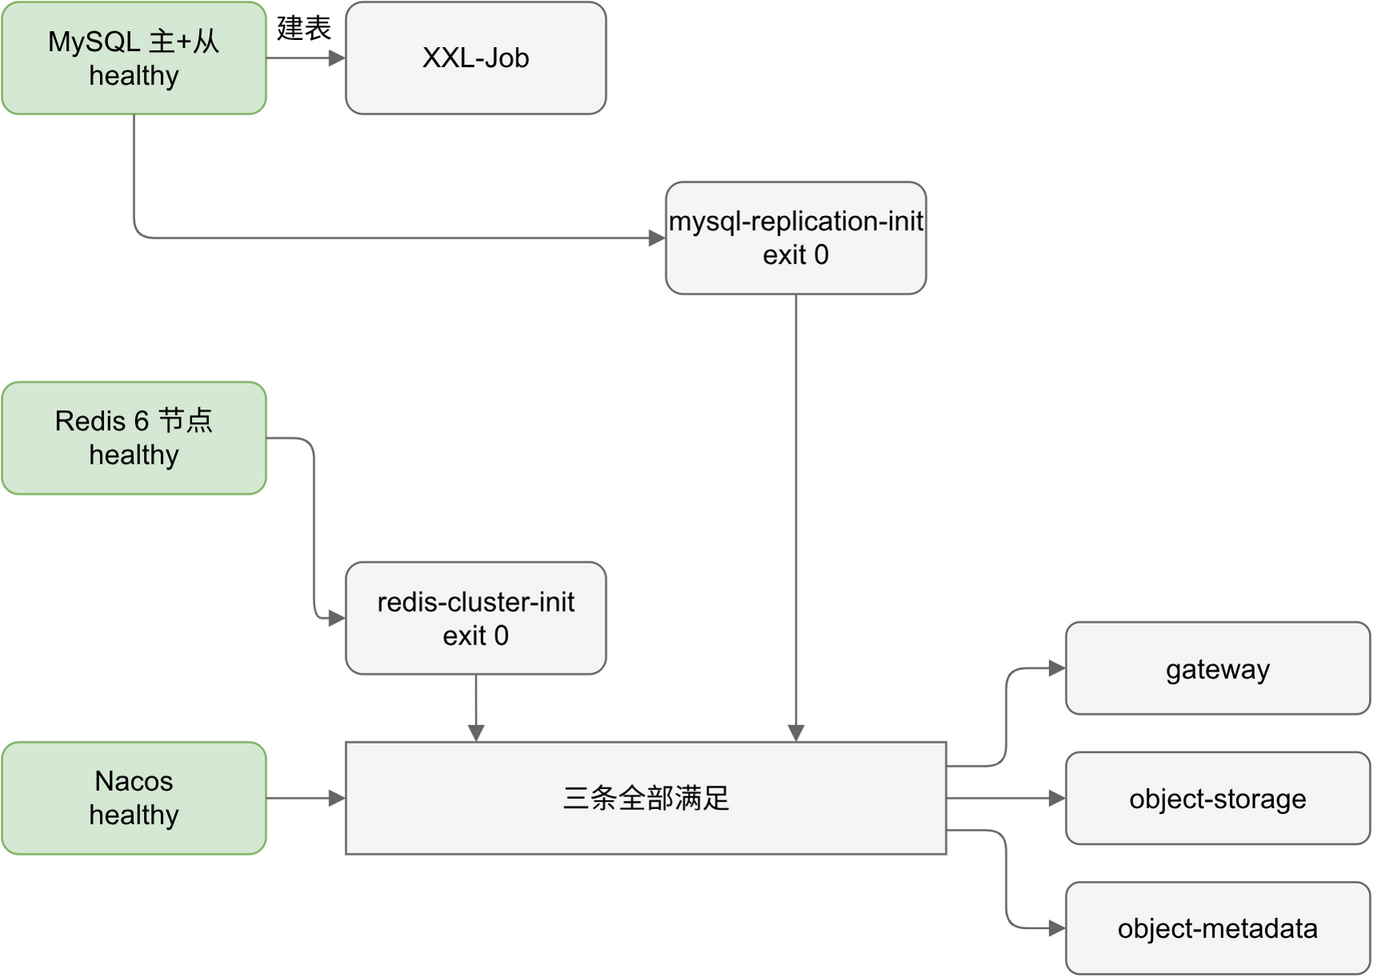 MySQL 主+从
healthy
建表
XXL-Job
mysql-replication-init
exit 0
Redis 6 节点
healthy
redis-cluster-init
exit 0
Nacos
healthy
三条全部满足
gateway
object-storage
object-metadata